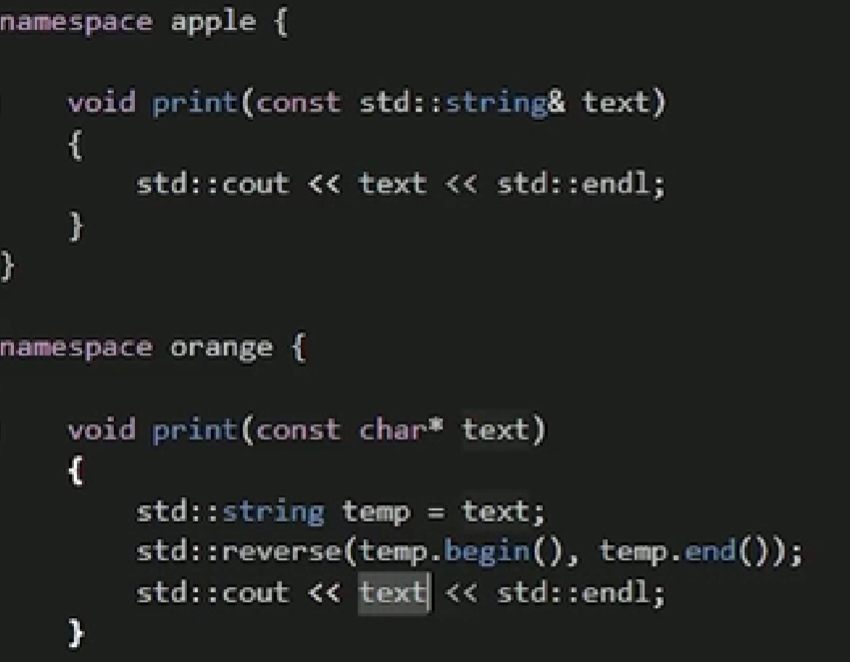 namespace apple {
void print(const std::string& text)
{
std::cout << text << std::endl;
}
}
namespace orange {
void print(const char* text)
{
std::string temp = text;
std::reverse(temp.begin(), temp.end());
std::cout << text << std::endl;
}